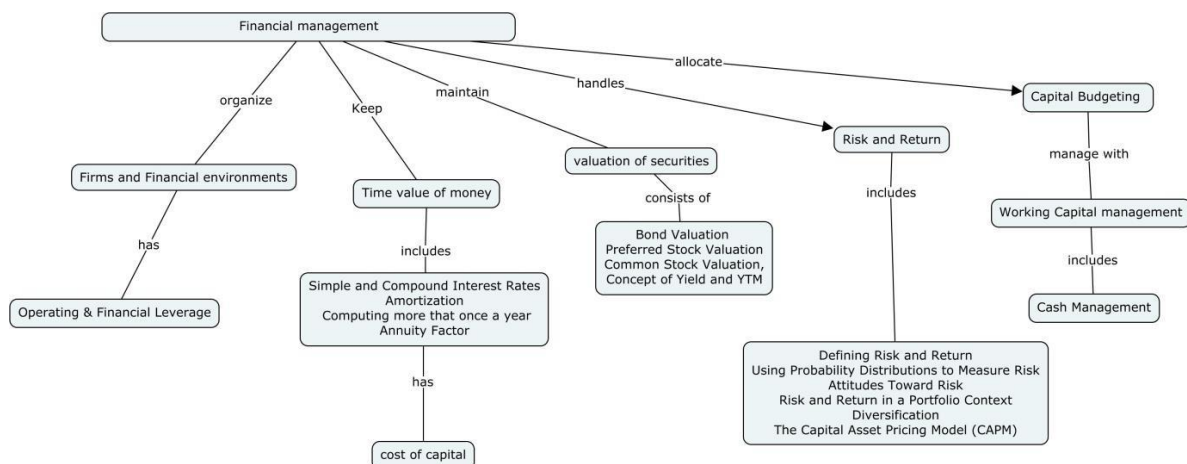 Financial management
allocate
handles
maintain
Keep
organize
Capital Budgeting
Risk and Return
manage with
valuation of securities
Firms and Financial environments
Time value of money
includes
consists of
Working Capital management
has
includes
Bond Valuation
Preferred Stock Valuation
Common Stock Valuation,
Concept of Yield and YTM
includes
Simple and Compound Interest Rates
Amortization
Computing more that once a year
Annuity Factor
Operating & Financial Leverage
Cash Management
Defining Risk and Return
Using Probability Distributions to Measure Risk
Attitudes Toward Risk
Risk and Return in a Portfolio Context
Diversification
The Capital Asset Pricing Model (CAPM)
has
cost of capital